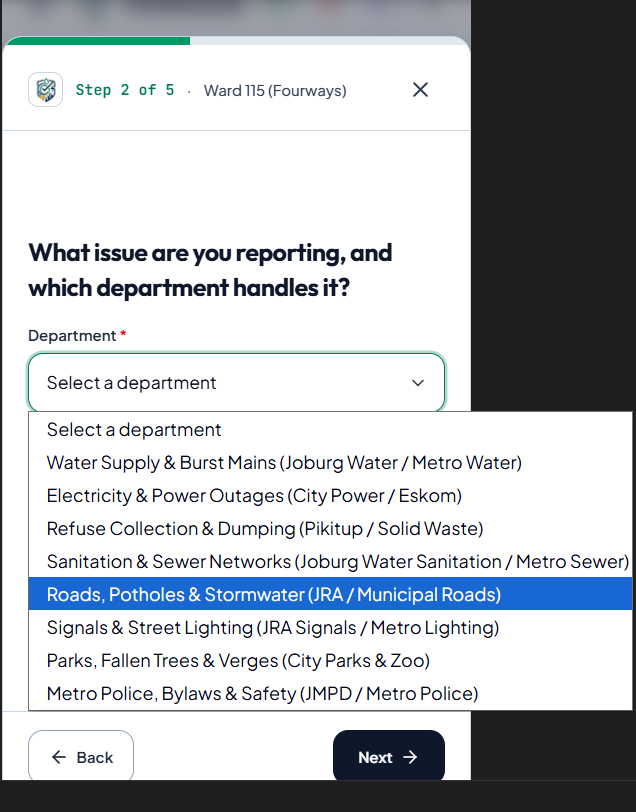 Step 2 of 5 · Ward 115 (Fourways)
What issue are you reporting, and
which department handles it?
Department *
Select a department
Select a department
Water Supply & Burst Mains (Joburg Water / Metro Water)
Electricity & Power Outages (City Power / Eskom)
Refuse Collection & Dumping (Pikitup / Solid Waste)
Sanitation & Sewer Networks (Joburg Water Sanitation / Metro Sewer)
Roads, Potholes & Stormwater (JRA / Municipal Roads)
Signals & Street Lighting (JRA Signals / Metro Lighting)
Parks, Fallen Trees & Verges (City Parks & Zoo)
Metro Police, Bylaws & Safety (JMPD / Metro Police)
Back
Next